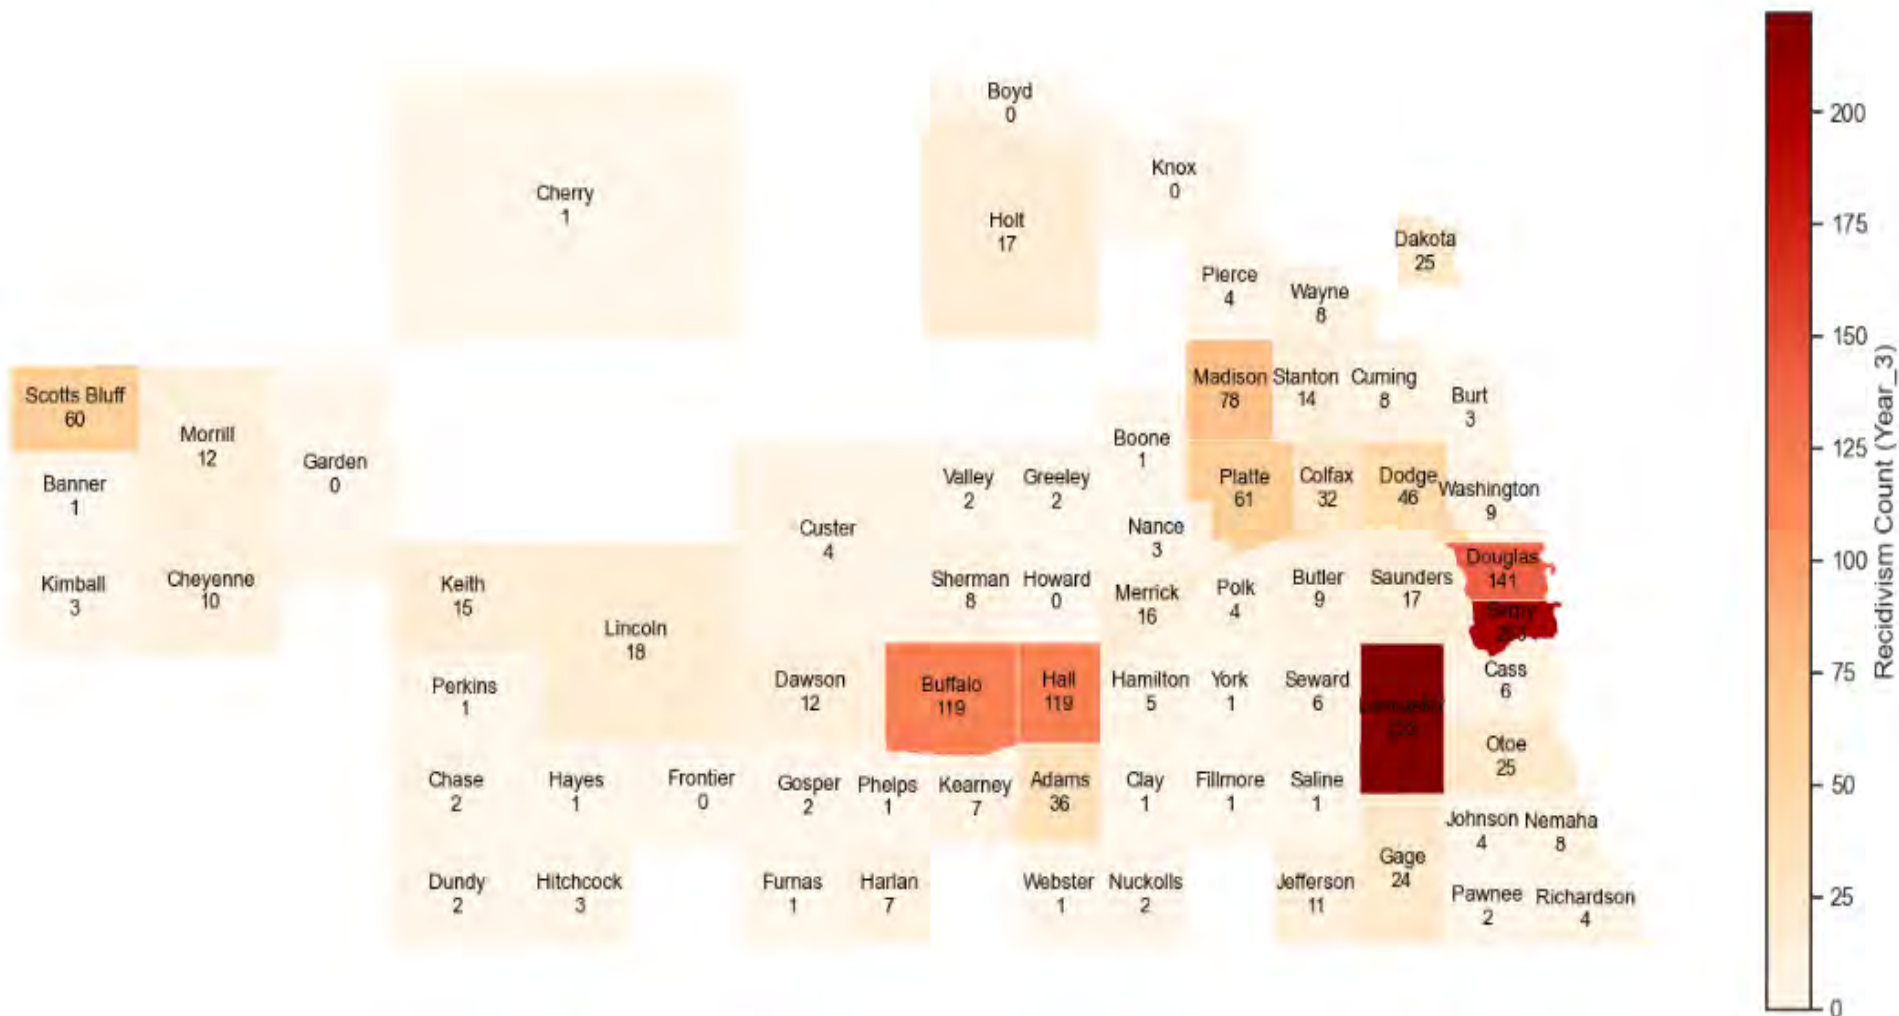 Boyd
0
Knox
0
Cherry
1
Holt
17
Dakota
25
Pierce
4
Wayne
8
Scotts Bluff
60
Morrill
12
Garden
0
Madison
78
Stanton
14
Cuming
8
Burt
3
Boone
1
Banner
1
Valley
2
Greeley
2
Platte
61
Colfax
32
Dodge
46
Washington
9
Custer
4
Nance
3
Kimball
3
Cheyenne
10
Keith
15
Lincoln
18
Sherman
8
Howard
0
Merrick
16
Polk
4
Butler
9
Saunders
17
Douglas
141
Sarpy
Perkins
1
Dawson
12
Buffalo
119
Hall
119
Hamilton
5
York
1
Seward
6
Lancaster
Cass
6
Otoe
25
Chase
2
Hayes
1
Frontier
0
Gosper
2
Phelps
1
Kearney
7
Adams
36
Clay
1
Fillmore
1
Saline
1
Johnson
4
Nemaha
8
Dundy
2
Hitchcock
3
Furnas
1
Harlan
7
Webster
1
Nuckolls
2
Jefferson
11
Gage
24
Pawnee
2
Richardson
4
200
175
150
125
100
75
50
25
0
Recidivism Count (Year_3)